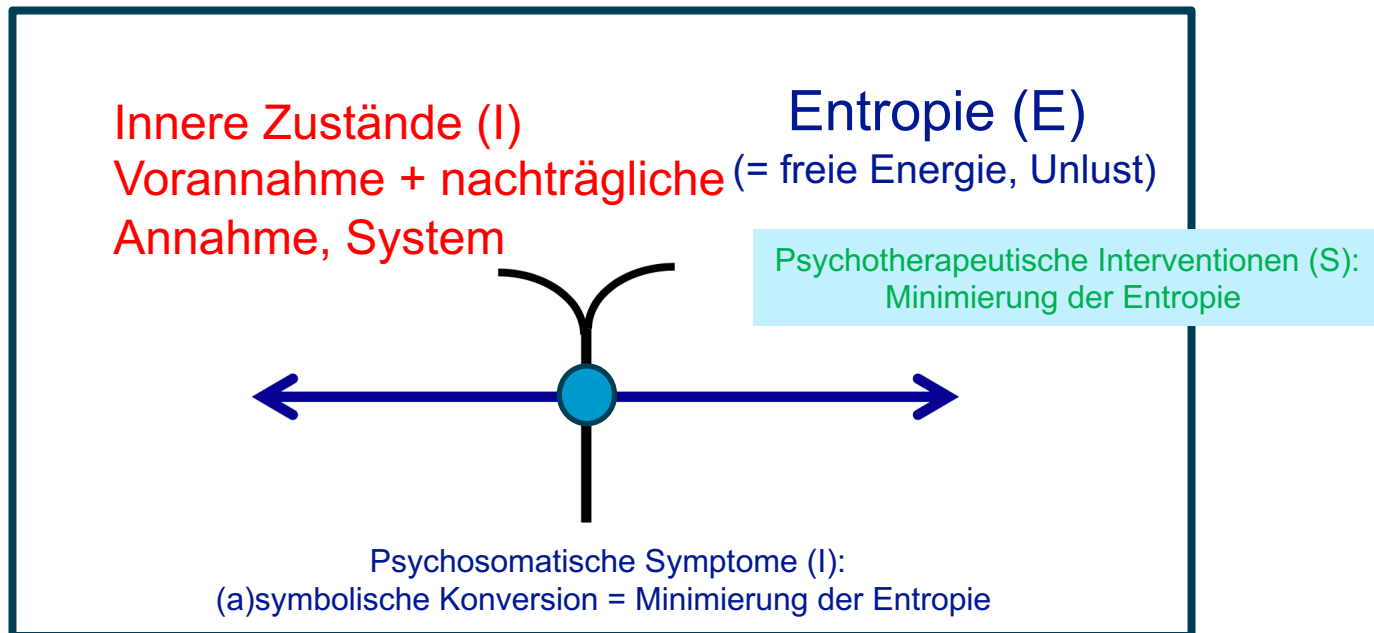 Innere Zustände (I)
Vorannahme + nachträgliche
Annahme, System
Entropie (E)
(= freie Energie, Unlust)
Psychotherapeutische Interventionen (S):
Minimierung der Entropie
Psychosomatische Symptome (I):
(a)symbolische Konversion = Minimierung der Entropie